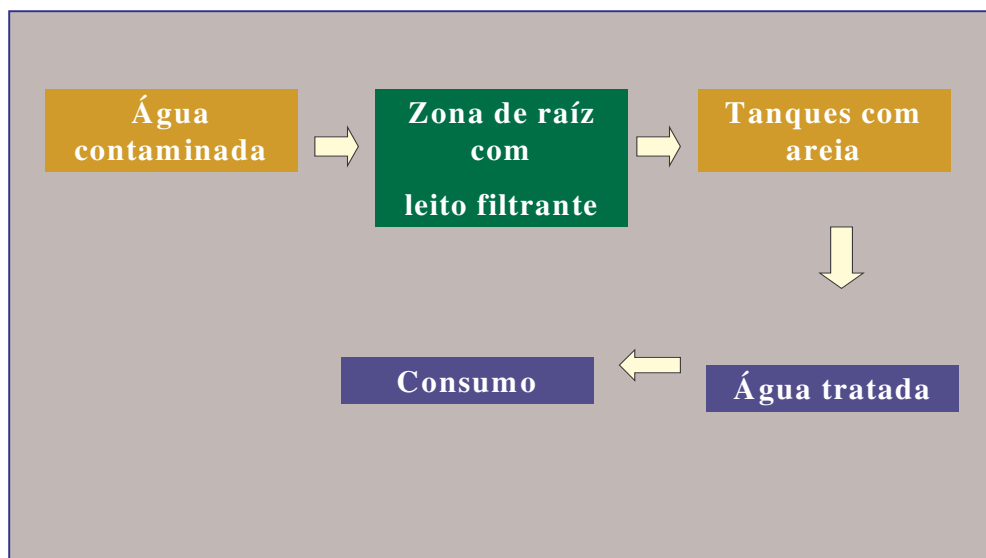 Água
contaminada
Zona de raíz
com
leito filtrante
Tanques com
areia
Água tratada
Consumo